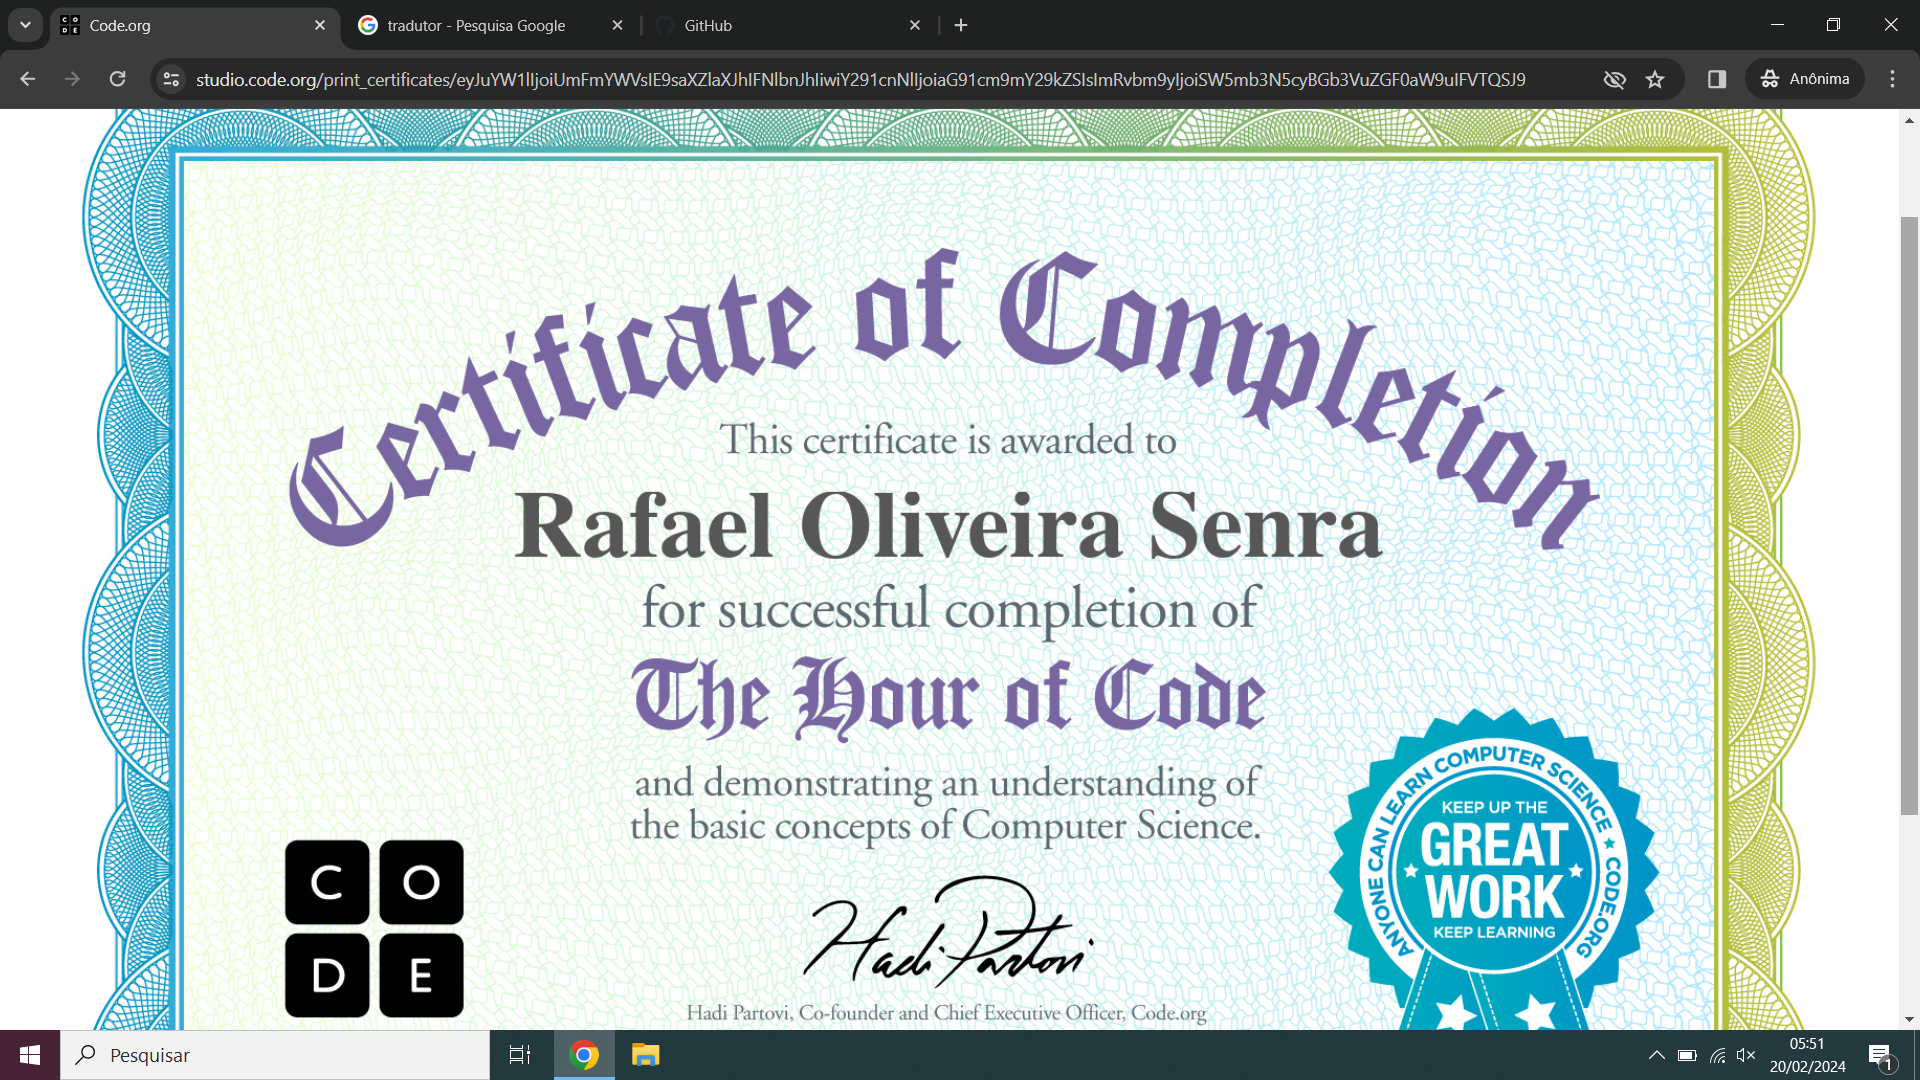 Code.org
tradutor - Pesquisa Google
GitHub
studio.code.org/print_certificates/eyJuYW1lIjoiUmFmYWVsIE9saXZlaXJhIFNlbnJhIiwiY291cnNlIjoiaG91cm9mY29kZSIsImRvbm9yIjoiSW5mb3N5cyBGb3VuZGF0aW9uIFVTQSJ9
Anônima
Certificate of Completion
This certificate is awarded to
Rafael Oliveira Senra
for successful completion of
The Hour of Code
and demonstrating an understanding of
the basic concepts of Computer Science.
CO
DE
Hadi Partovi
Hadi Partovi, Co-founder and Chief Executive Officer, Code.org
ANYONE CAN LEARN COMPUTER SCIENCE ★ CODE.ORG
KEEP UP THE
GREAT
WORK
KEEP LEARNING
Pesquisar
05:51
20/02/2024
1